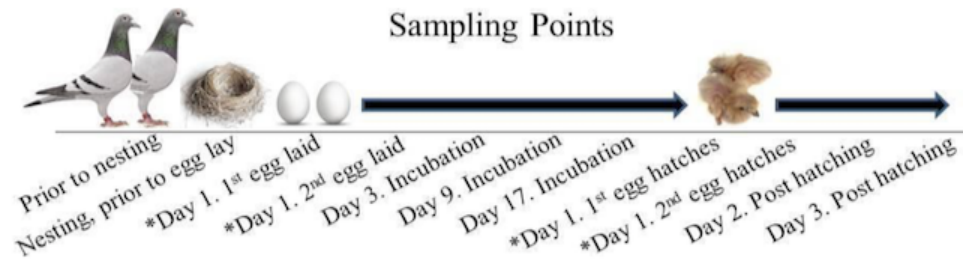 Sampling Points
Prior to nesting
Nesting, prior to egg lay
*Day 1. 1st egg laid
*Day 1. 2nd egg laid
Day 3. Incubation
Day 9. Incubation
Day 17. Incubation
*Day 1. 1st egg hatches
*Day 1. 2nd egg hatches
Day 2. Post hatching
Day 3. Post hatching